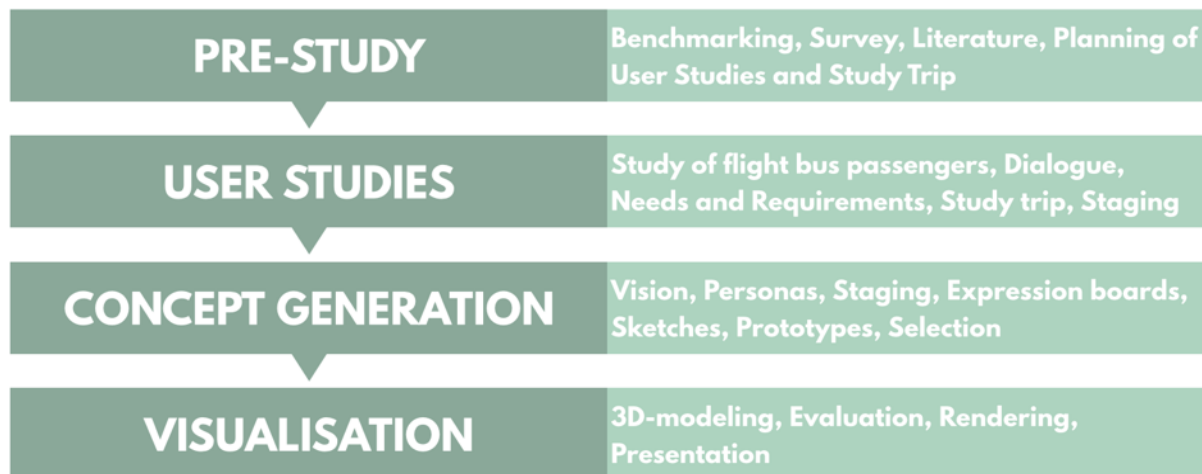 PRE-STUDY
Benchmarking, Survey, Literature, Planning of
User Studies and Study Trip
USER STUDIES
Study of flight bus passengers, Dialogue,
Needs and Requirements, Study trip, Staging
CONCEPT GENERATION
Vision, Personas, Staging, Expression boards,
Sketches, Prototypes, Selection
VISUALISATION
3D-modeling, Evaluation, Rendering,
Presentation